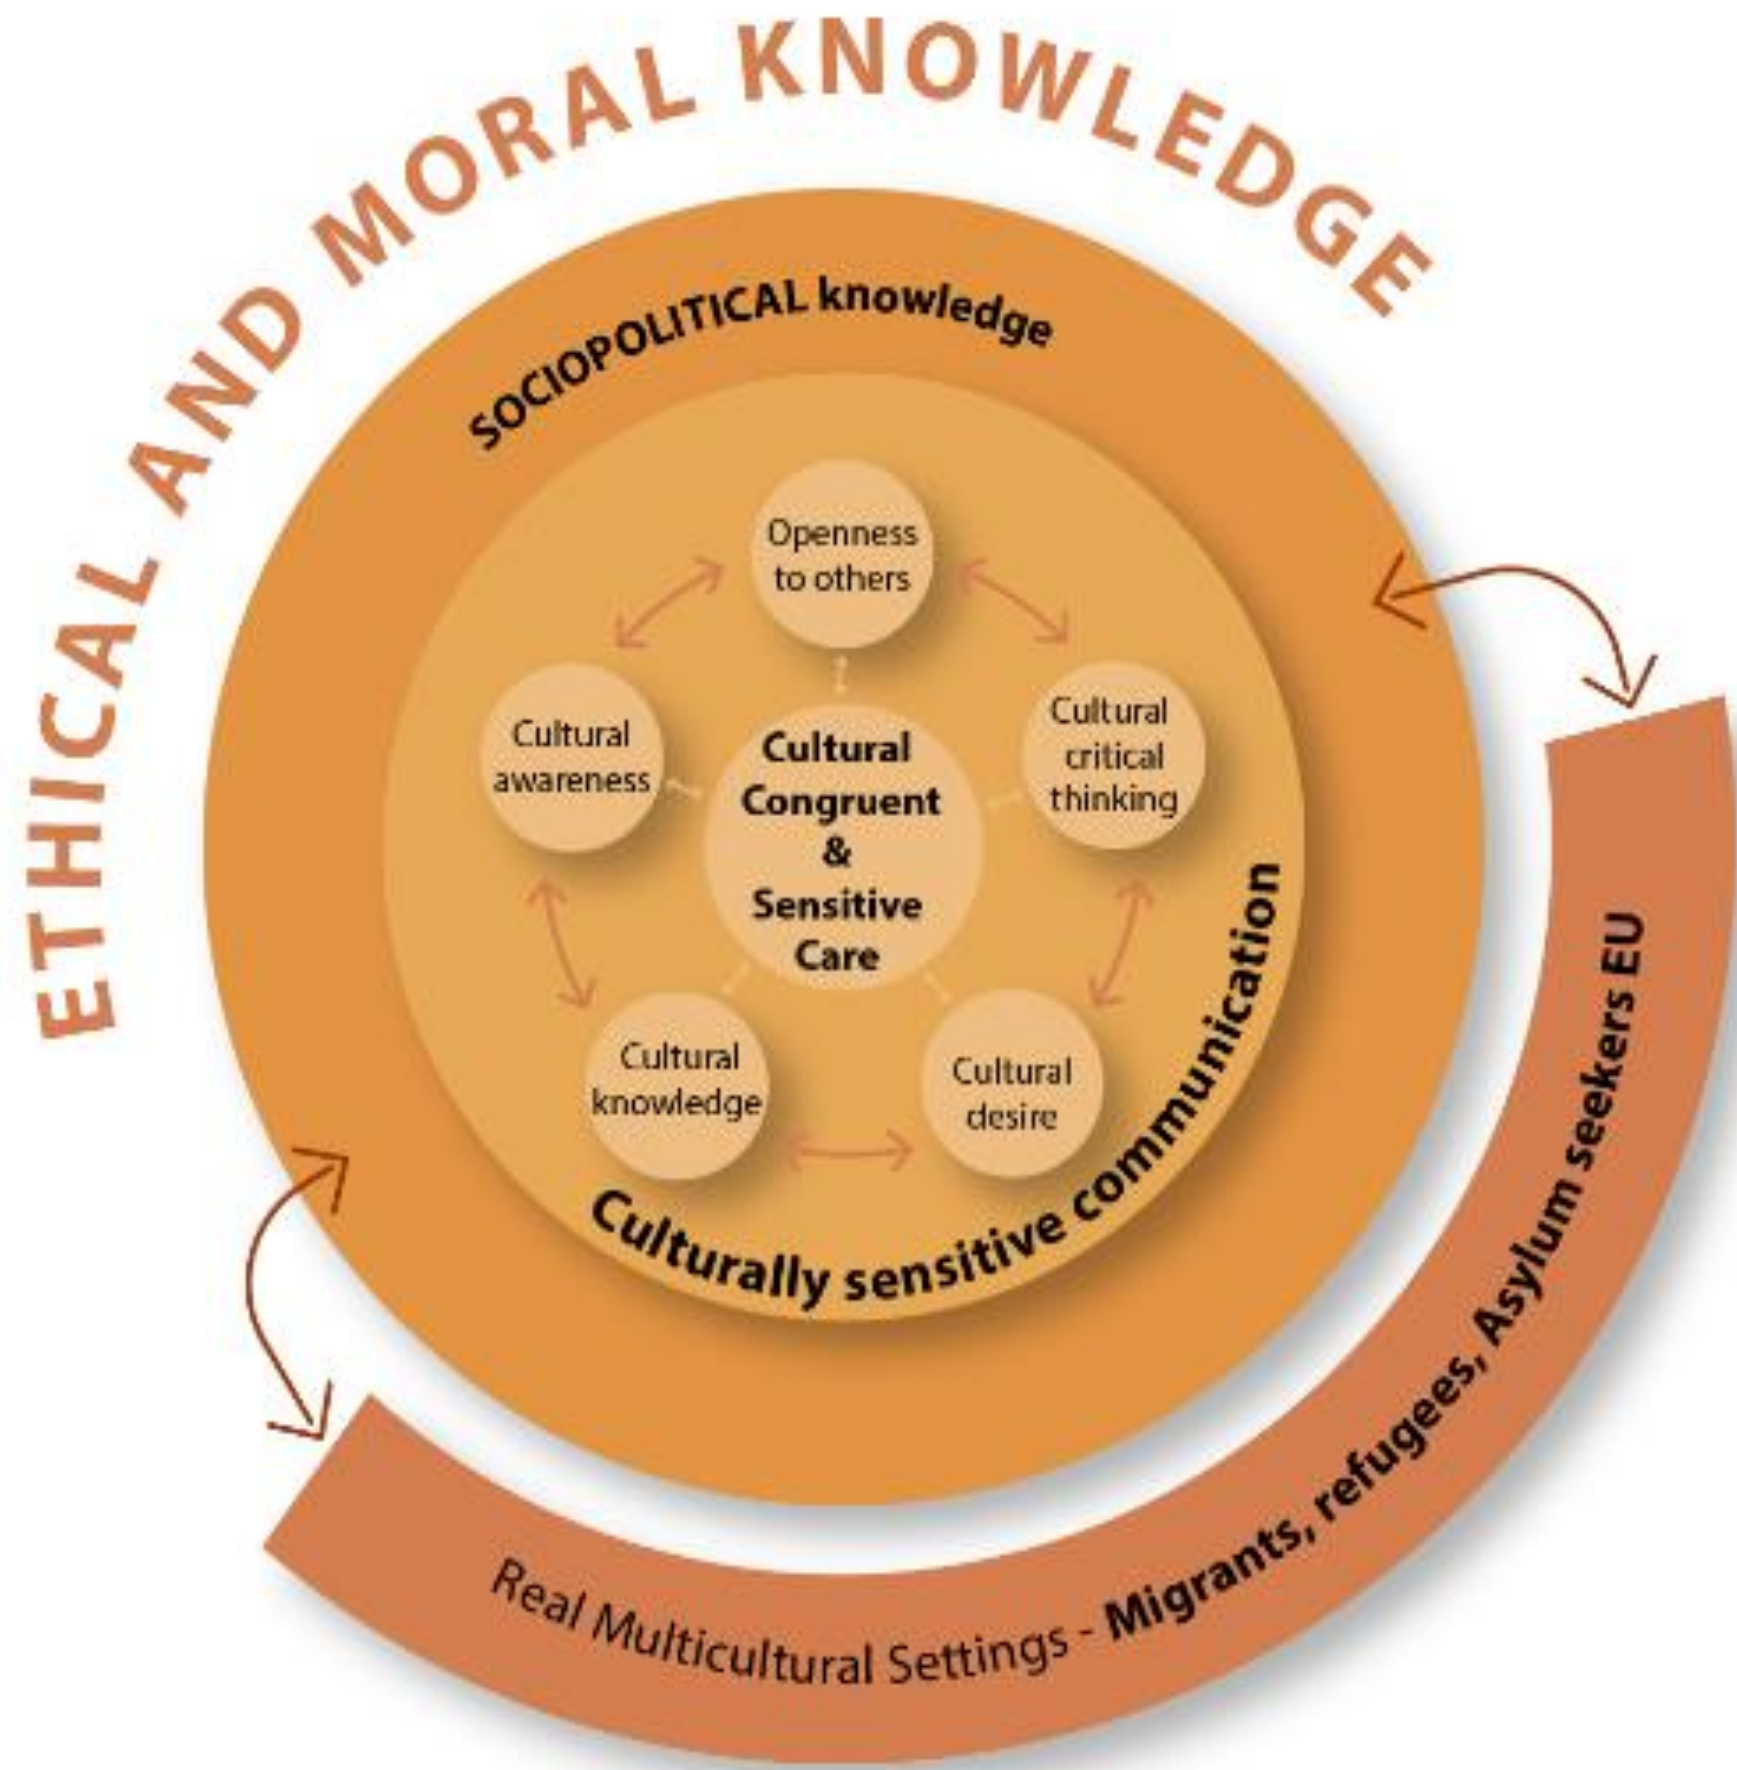 ETHICAL AND MORAL KNOWLEDGE
SOCIOPOLITICAL knowledge
Openness
to others
Cultural
awareness
Cultural
critical
thinking
Cultural
Congruent
&
Sensitive
Care
Cultural
knowledge
Cultural
desire
Culturally sensitive communication
Real Multicultural Settings - Migrants, refugees, Asylum seekers EU